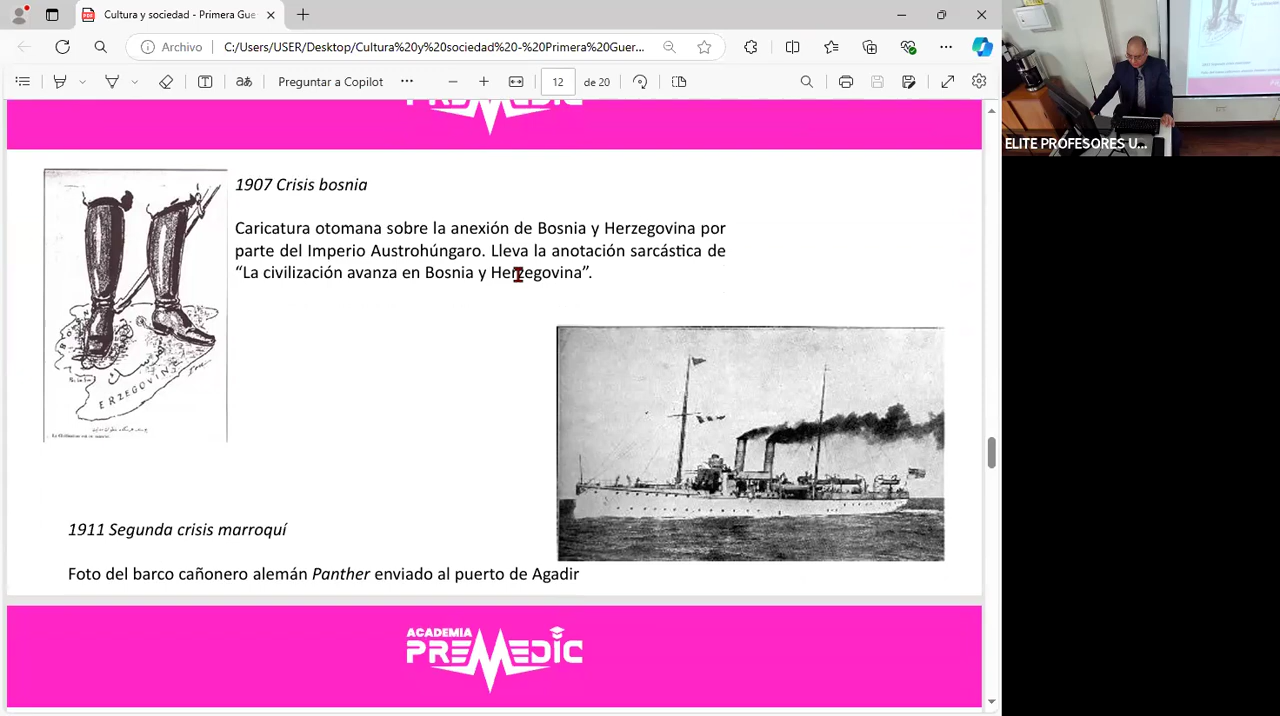 Cultura y sociedad - Primera Gue
Archivo
C:/Users/USER/Desktop/Cultura%20y%20sociedad%20-%20Primera%20Guer...
Preguntar a Copilot
12
de 20
PREMEDIC
1907 Crisis bosnia
Caricatura otomana sobre la anexión de Bosnia y Herzegovina por
parte del Imperio Austrohúngaro. Lleva la anotación sarcástica de
“La civilización avanza en Bosnia y Herzegovina”.
ERZEGOVINE
1911 Segunda crisis marroquí
Foto del barco cañonero alemán Panther enviado al puerto de Agadir
ACADEMIA
PREMEDIC
ELITE PROFESORES U...